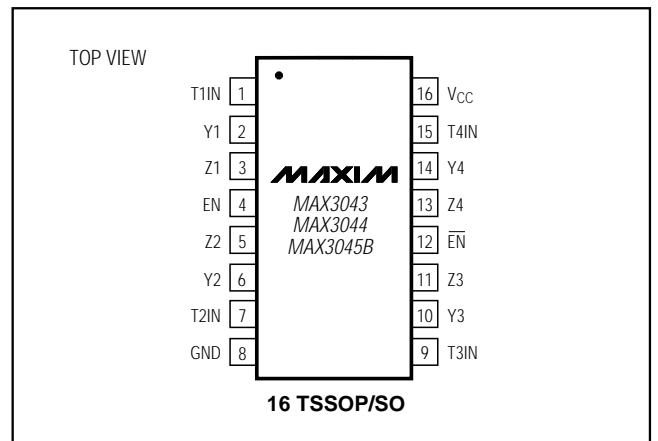 TOP VIEW
T1IN 1 16 VCC
Y1 2 15 T4IN
Z1 3 14 Y4
MAXIM
EN 4 MAX3043 13 Z4
MAX3044
Z2 5 MAX3045B 12 E̅N̅
Y2 6 11 Z3
T2IN 7 10 Y3
GND 8 9 T3IN
16 TSSOP/SO